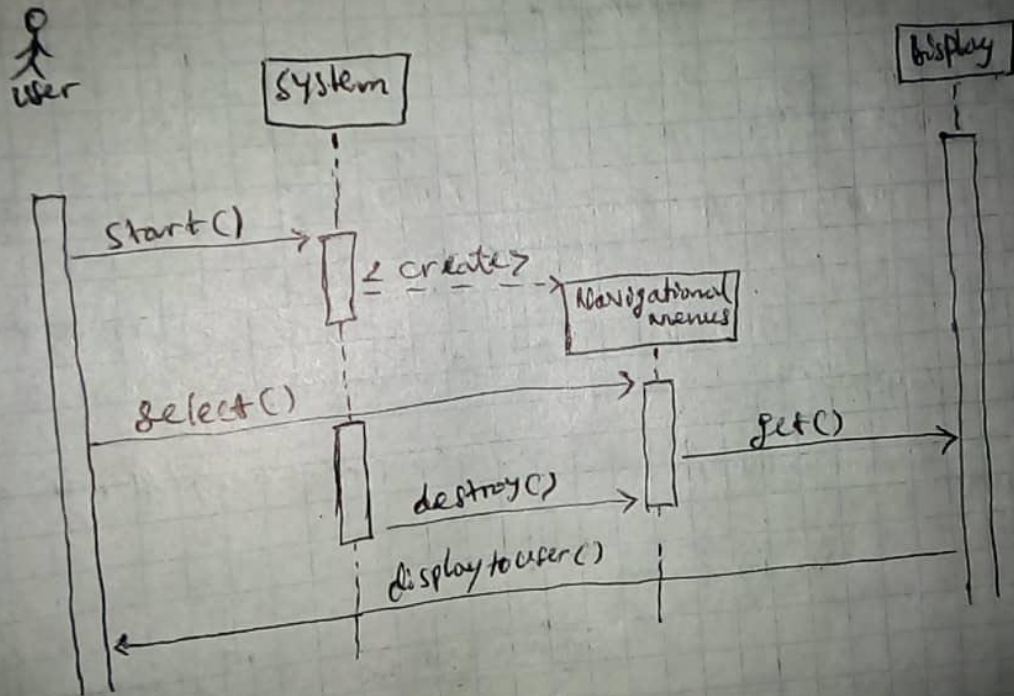 user
System
Display
Start()
< create>
Navigational
menus
select()
get()
destroy()
displaytouser()